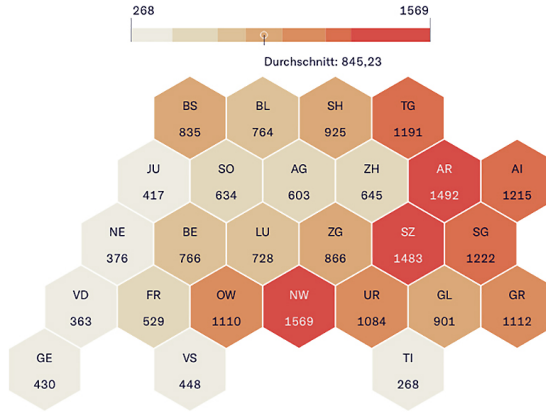 268 1569
Durchschnitt: 845,23
BS BL SH TG
835 764 925 1191
JU SO AG ZH AR AI
417 634 603 645 1492 1215
NE BE LU ZG SZ SG
376 766 728 866 1483 1222
VD FR OW NW UR GL GR
363 529 1110 1569 1084 901 1112
GE VS TI
430 448 268